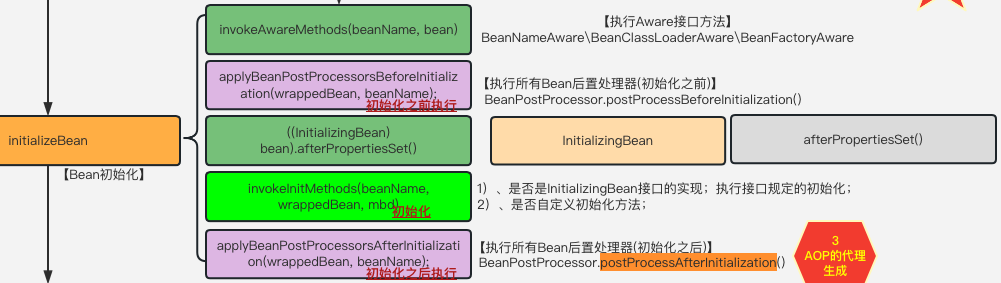 invokeAwareMethods(beanName, bean)
【执行Aware接口方法】
BeanNameAware\BeanClassLoaderAware\BeanFactoryAware
applyBeanPostProcessorsBeforeInitializ
ation(wrappedBean, beanName);
初始化之前执行
【执行所有Bean后置处理器(初始化之前)】
BeanPostProcessor.postProcessBeforeInitialization()
initializeBean
【Bean初始化】
((InitializingBean)
bean).afterPropertiesSet()
InitializingBean
afterPropertiesSet()
invokeInitMethods(beanName,
wrappedBean, mbd)
初始化
1）、是否是InitializingBean接口的实现；执行接口规定的初始化；
2）、是否自定义初始化方法；
applyBeanPostProcessorsAfterInitializati
on(wrappedBean, beanName);
初始化之后执行
【执行所有Bean后置处理器(初始化之后)】
BeanPostProcessor.postProcessAfterInitialization()
3
AOP的代理
生成